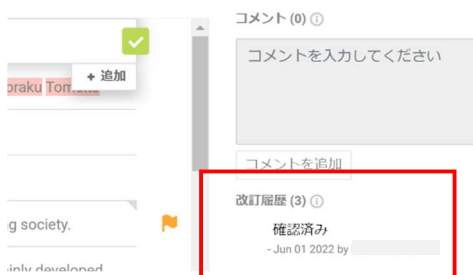 コメント (0)
コメントを入力してください
+ 追加
oraku
コメントを追加
改訂履歴 (3)
確認済み
g society.
- Jun 01 2022 by
inly developed